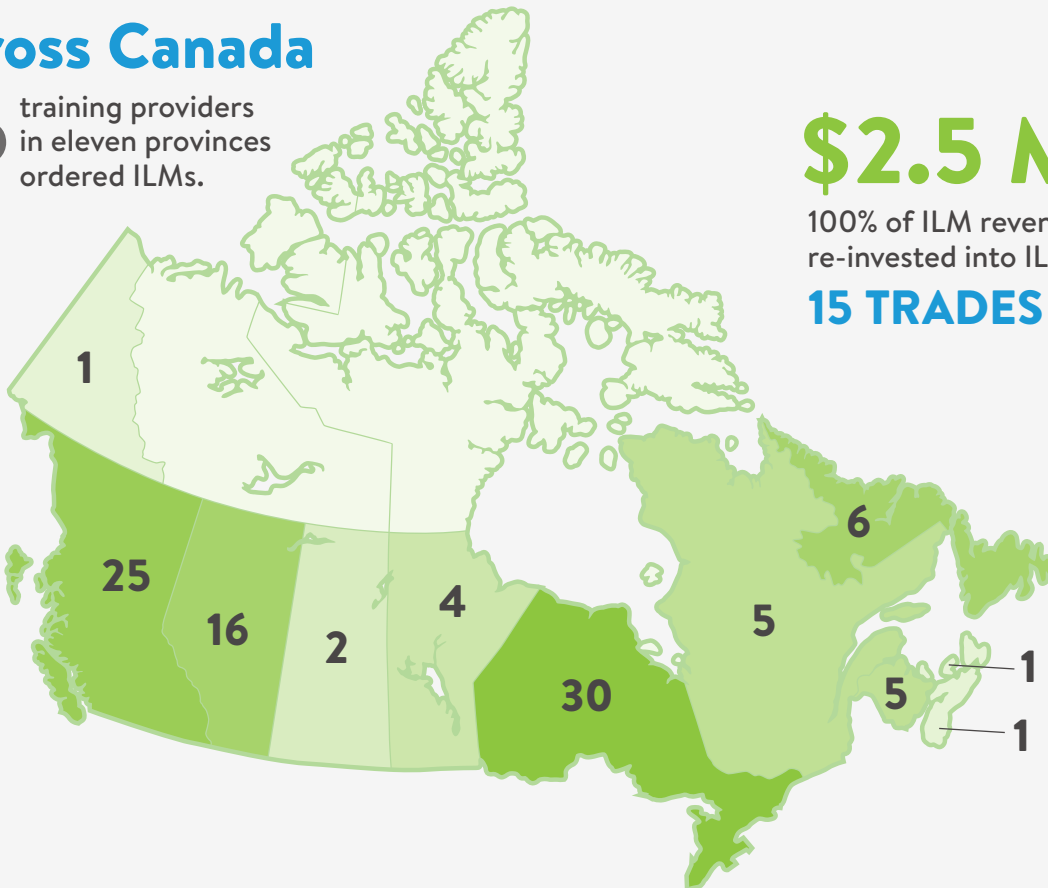 ross Canada
training providers
in eleven provinces
ordered ILMs.
$2.5 M
100% of ILM rever
re-invested into IL
15 TRADES
1
25
16
2
4
30
5
6
5
1
1